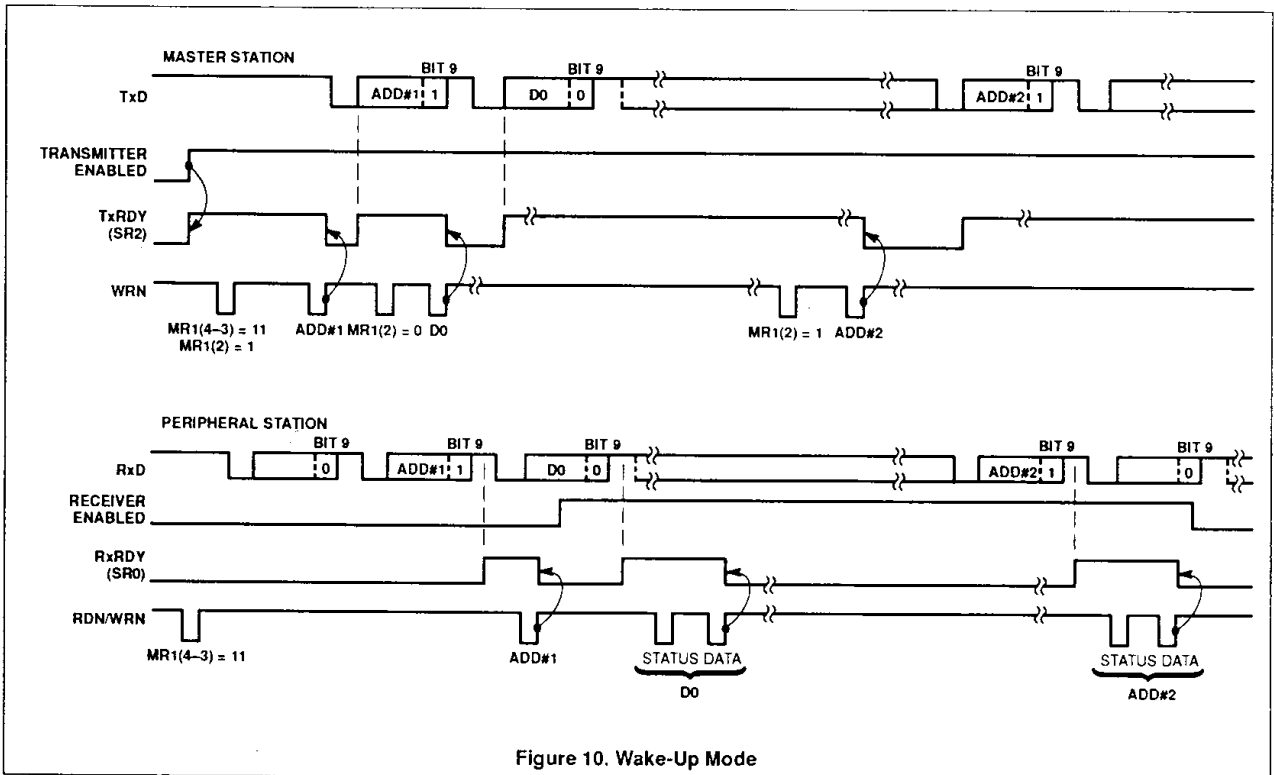 MASTER STATION
BIT 9 BIT 9 BIT 9
TxD ADD#1 1 D0 0 ADD#2 1
TRANSMITTER
ENABLED
TxRDY
(SR2)
WRN
MR1(4–3) = 11 ADD#1 MR1(2) = 0 D0 MR1(2) = 1 ADD#2
MR1(2) = 1
PERIPHERAL STATION
BIT 9 BIT 9 BIT 9 BIT 9 BIT 9
RxD 0 ADD#1 1 D0 0 ADD#2 1 0
RECEIVER
ENABLED
RxRDY
(SR0)
RDN/WRN
MR1(4–3) = 11 ADD#1 STATUS DATA STATUS DATA
D0 ADD#2
Figure 10. Wake-Up Mode